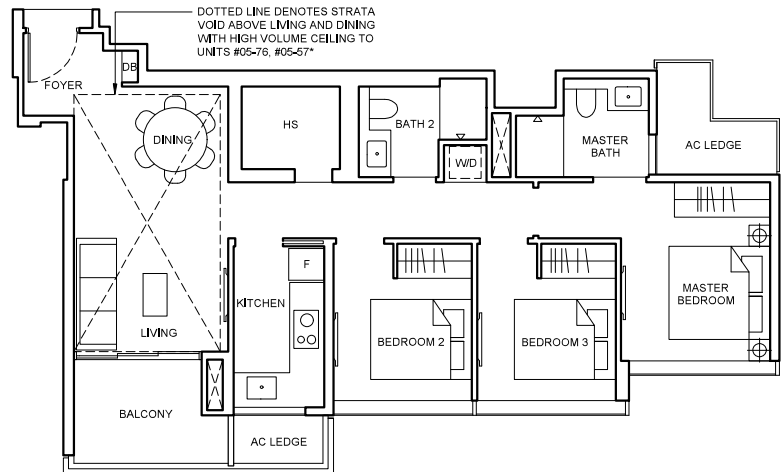 DOTTED LINE DENOTES STRATA
VOID ABOVE LIVING AND DINING
WITH HIGH VOLUME CEILING TO
UNITS #05-76, #05-57*
DB
FOYER
DINING
HS
BATH 2
W/D
MASTER
BATH
AC LEDGE
F
KITCHEN
LIVING
BEDROOM 2
BEDROOM 3
MASTER
BEDROOM
BALCONY
AC LEDGE